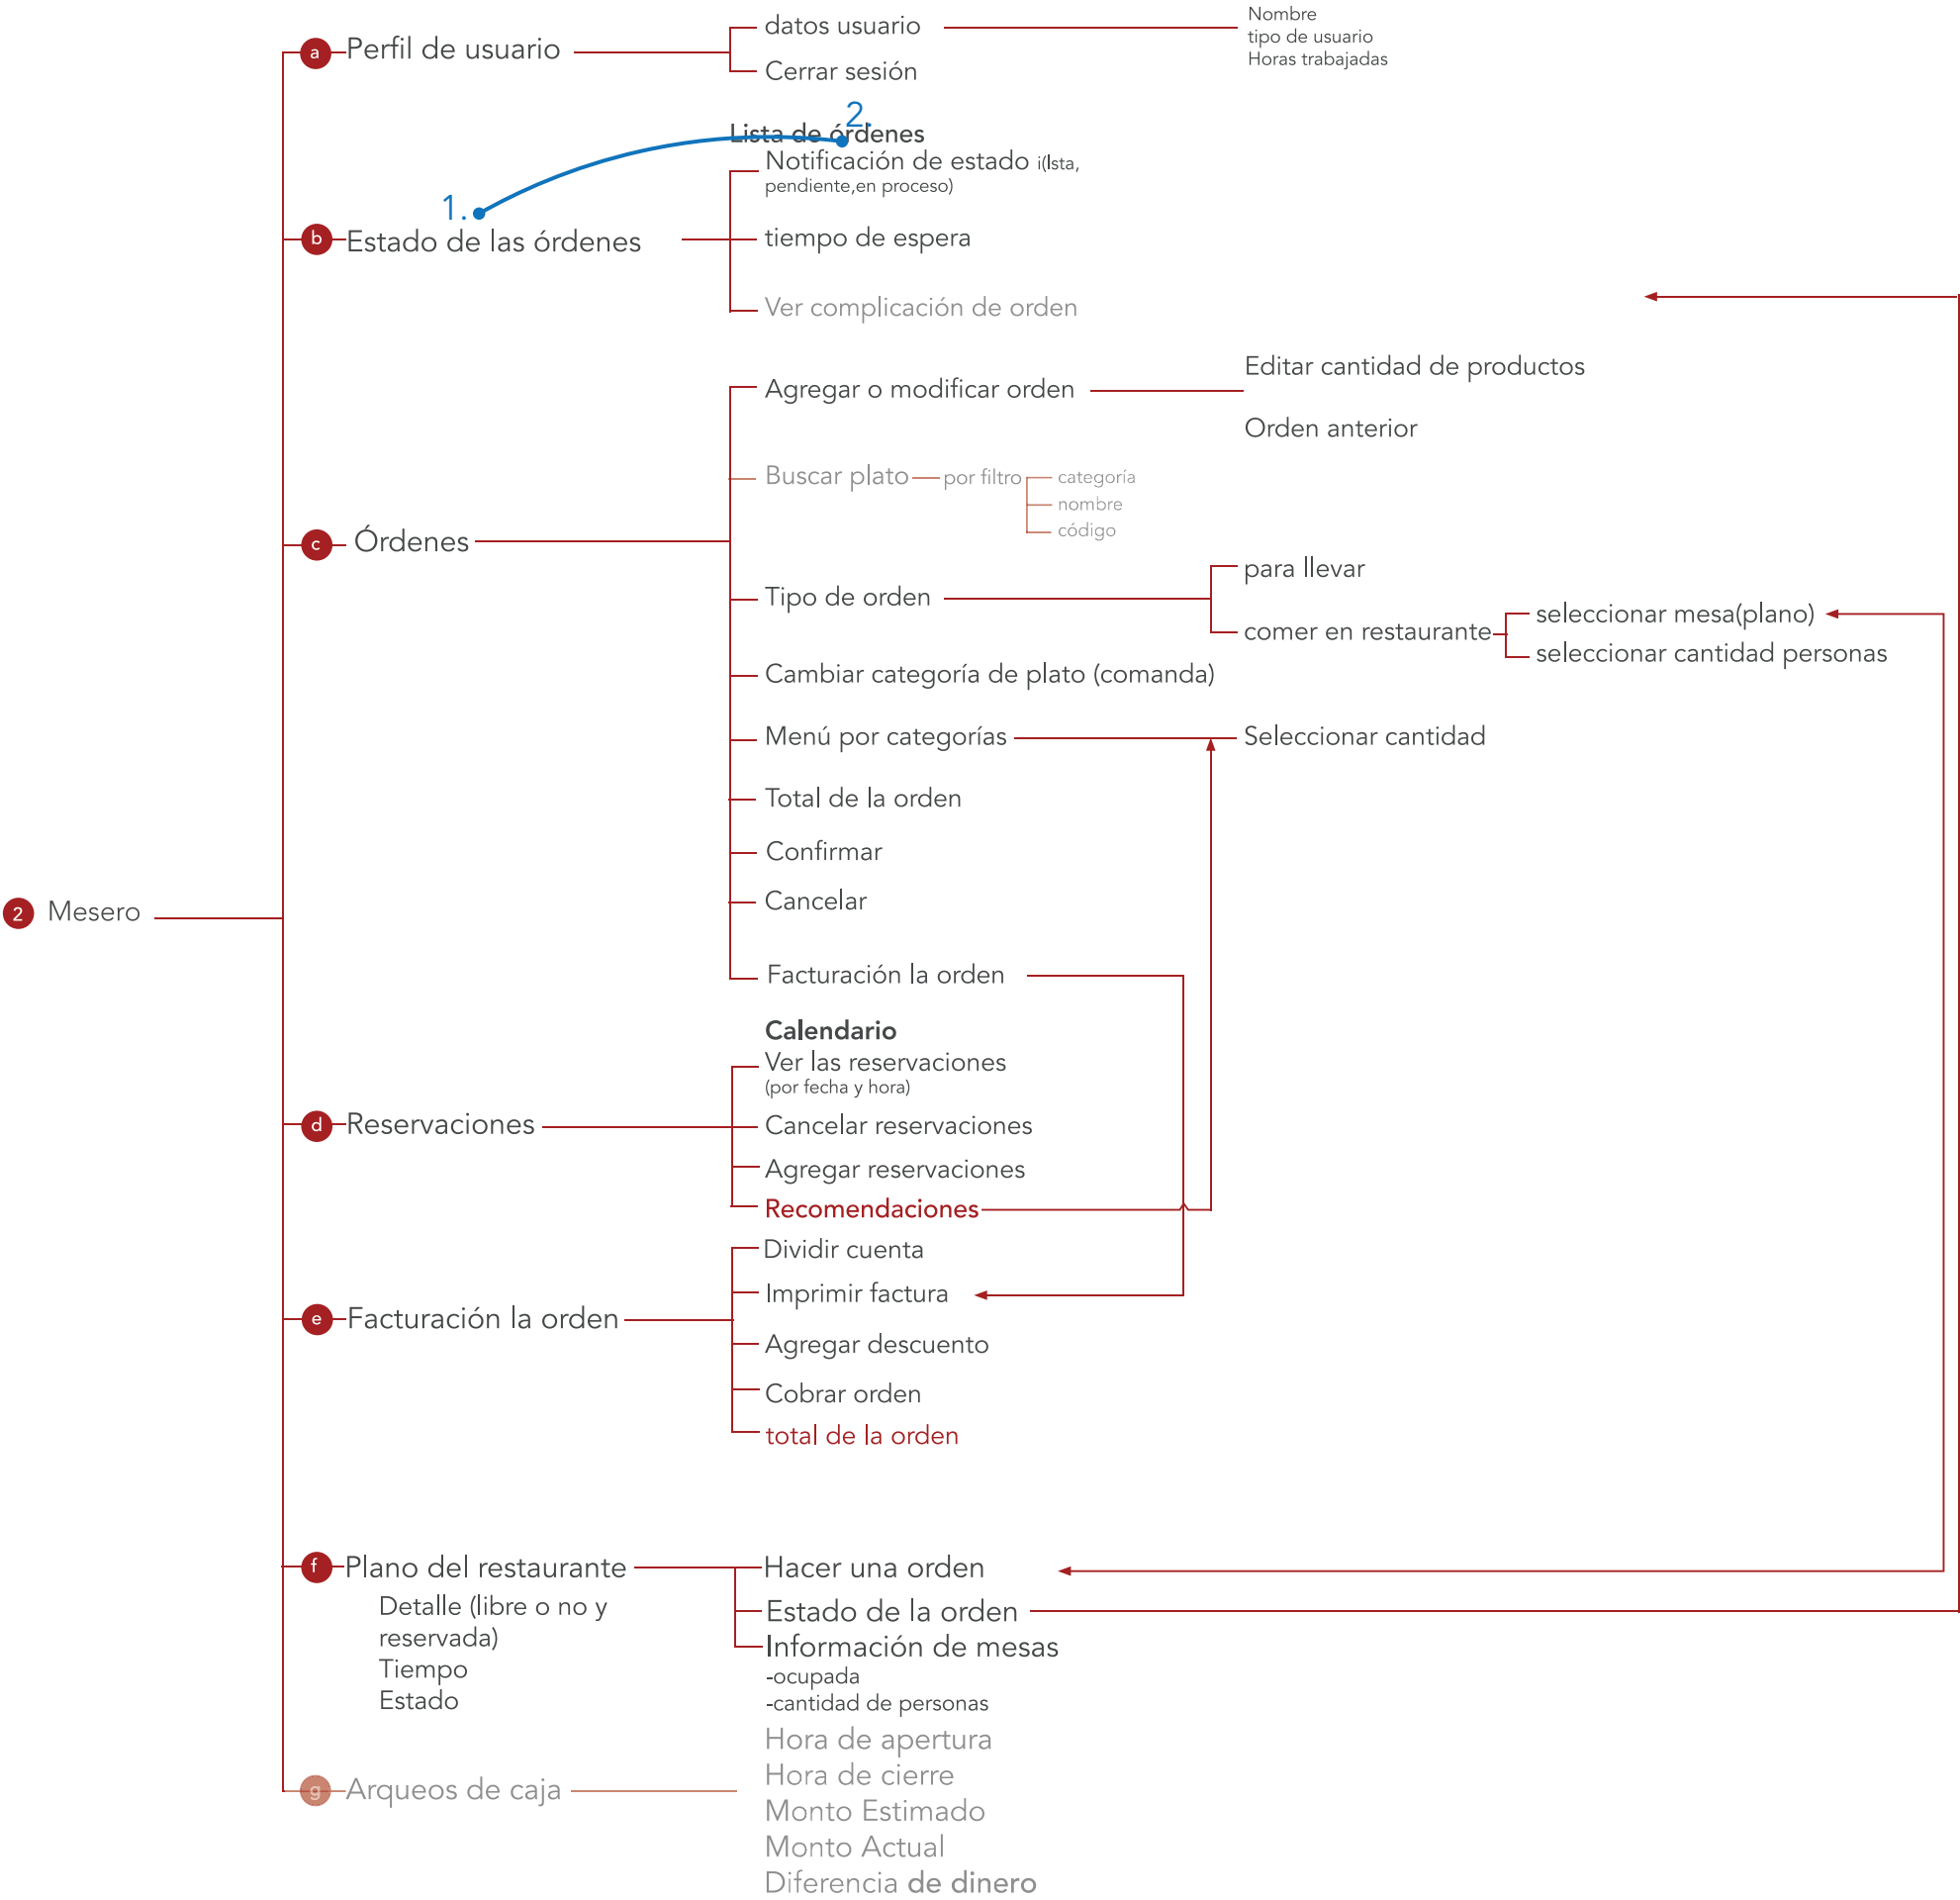 a Perfil de usuario
datos usuario
Cerrar sesión
Nombre
tipo de usuario
Horas trabajadas
1.
2.
b Estado de las órdenes
Lista de órdenes
Notificación de estado i(lsta,
pendiente,en proceso)
tiempo de espera
Ver complicación de orden
c Órdenes
Agregar o modificar orden
Editar cantidad de productos
Orden anterior
Buscar plato
por filtro
categoría
nombre
código
Tipo de orden
para llevar
comer en restaurante
seleccionar mesa(plano)
seleccionar cantidad personas
Cambiar categoría de plato (comanda)
Menú por categorías
Seleccionar cantidad
Total de la orden
Confirmar
Cancelar
Facturación la orden
2 Mesero
d Reservaciones
Calendario
Ver las reservaciones
(por fecha y hora)
Cancelar reservaciones
Agregar reservaciones
Recomendaciones
e Facturación la orden
Dividir cuenta
Imprimir factura
Agregar descuento
Cobrar orden
total de la orden
f Plano del restaurante
Detalle (libre o no y
reservada)
Tiempo
Estado
Hacer una orden
Estado de la orden
Información de mesas
-ocupada
-cantidad de personas
g Arqueos de caja
Hora de apertura
Hora de cierre
Monto Estimado
Monto Actual
Diferencia de dinero